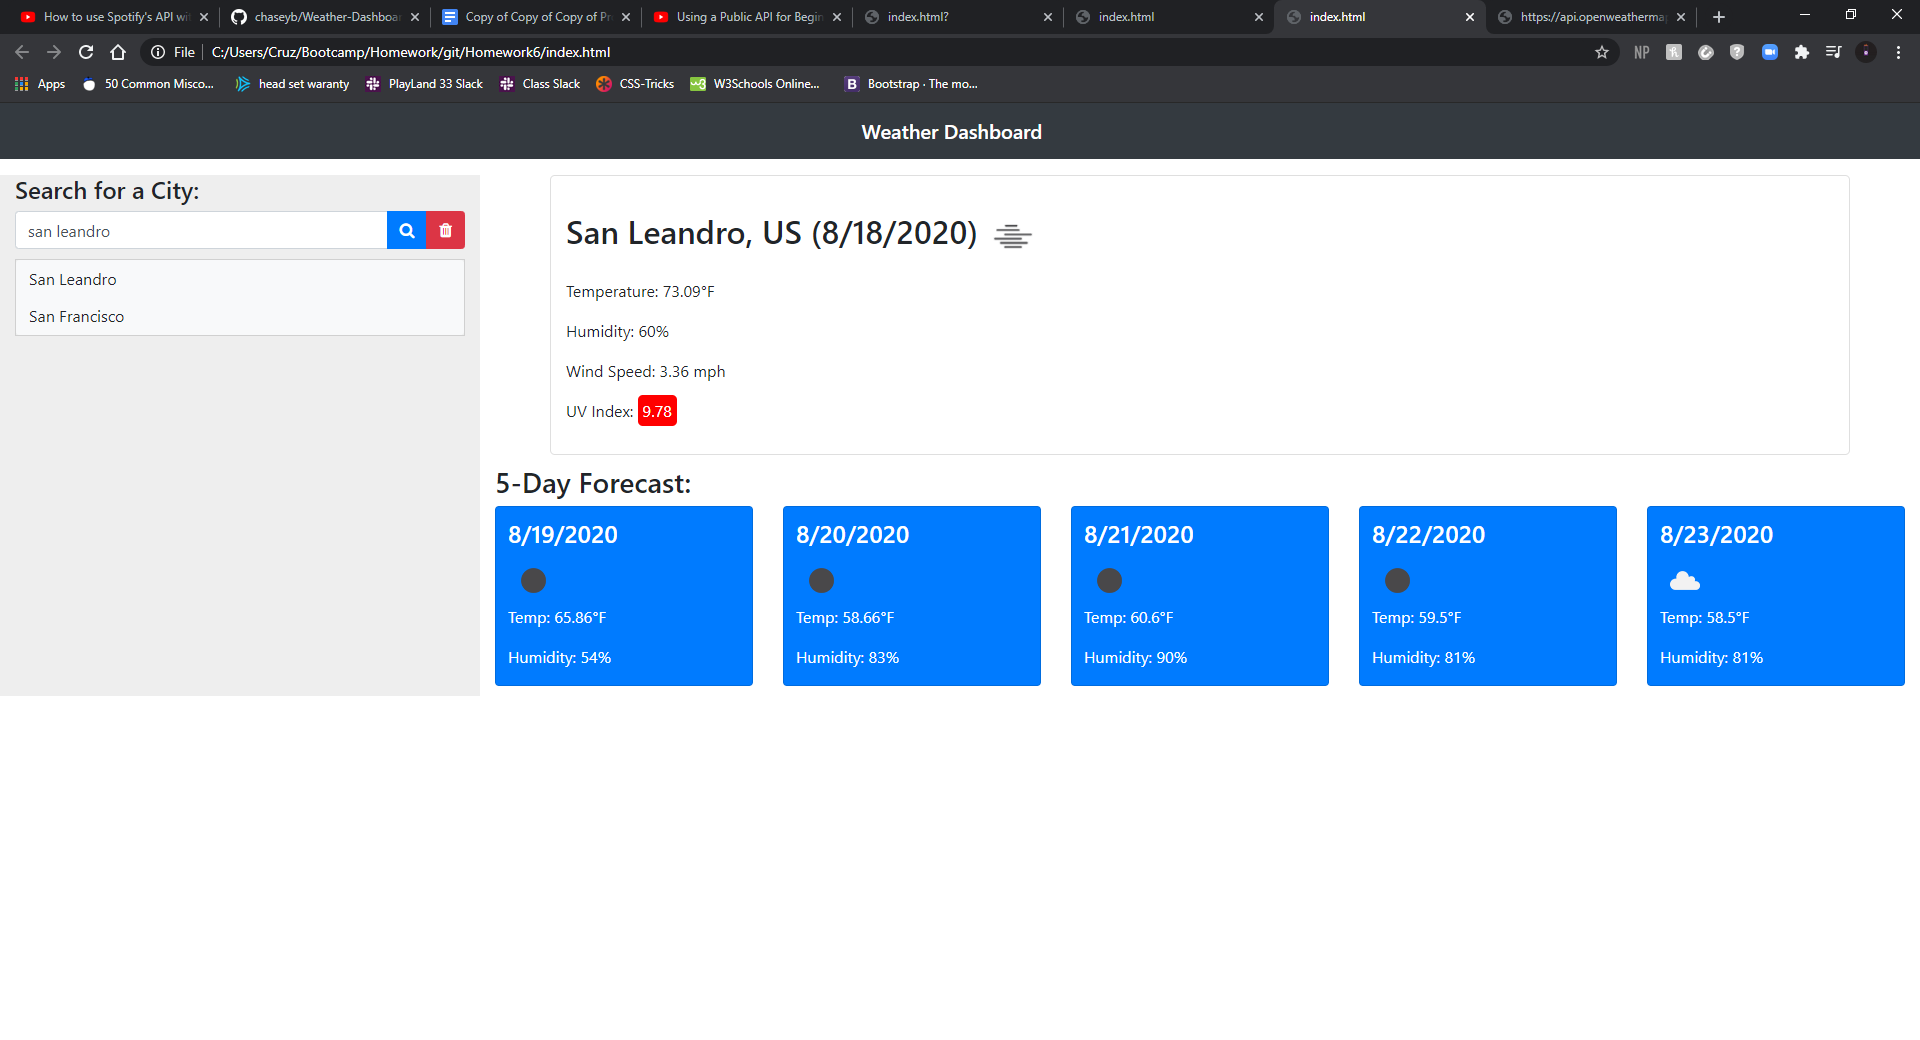 How to use Spotify's API wi
chaseyb/Weather-Dashboa
Copy of Copy of Copy of Pr
Using a Public API for Begin
index.html?
index.html
index.html
https://api.openweatherma
File
C:/Users/Cruz/Bootcamp/Homework/git/Homework6/index.html
NP
Apps
50 Common Misco...
head set waranty
PlayLand 33 Slack
Class Slack
CSS-Tricks
W3Schools Online...
B
Bootstrap · The mo...
Weather Dashboard
Search for a City:
san leandro
San Leandro
San Francisco
San Leandro, US (8/18/2020)
Temperature: 73.09°F
Humidity: 60%
Wind Speed: 3.36 mph
UV Index: 9.78
5-Day Forecast:
8/19/2020
Temp: 65.86°F
Humidity: 54%
8/20/2020
Temp: 58.66°F
Humidity: 83%
8/21/2020
Temp: 60.6°F
Humidity: 90%
8/22/2020
Temp: 59.5°F
Humidity: 81%
8/23/2020
Temp: 58.5°F
Humidity: 81%